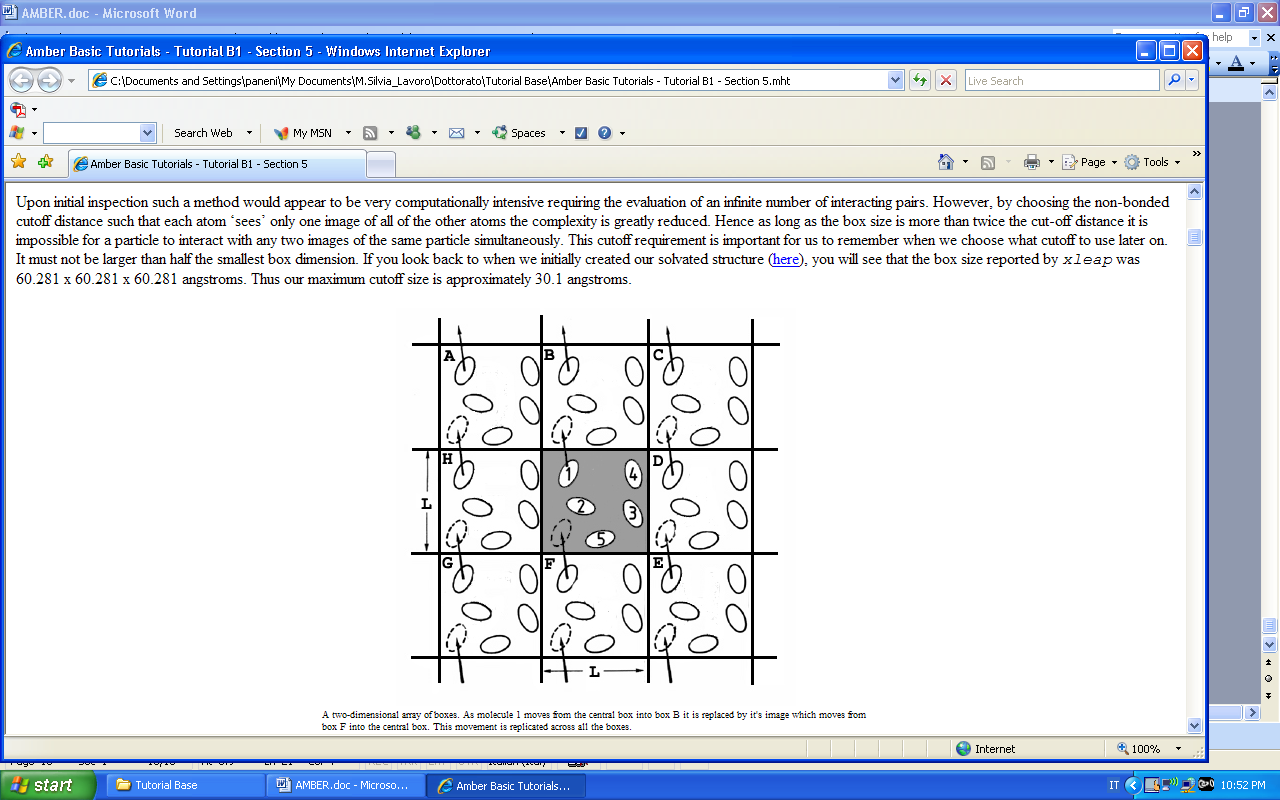 AMBER.doc - Microsoft Word
help
Amber Basic Tutorials - Tutorial B1 - Section 5 - Windows Internet Explorer
C:\Documents and Settings\paneni\My Documents\M.Silvia_Lavoro\Dottorato\Tutorial Base\Amber Basic Tutorials - Tutorial B1 - Section 5.mht
Live Search
Search Web My MSN Spaces
Amber Basic Tutorials - Tutorial B1 - Section 5
Page Tools
Upon initial inspection such a method would appear to be very computationally intensive requiring the evaluation of an infinite number of interacting pairs. However, by choosing the non-bonded
cutoff distance such that each atom ‘sees’ only one image of all of the other atoms the complexity is greatly reduced. Hence as long as the box size is more than twice the cut-off distance it is
impossible for a particle to interact with any two images of the same particle simultaneously. This cutoff requirement is important for us to remember when we choose what cutoff to use later on.
It must not be larger than half the smallest box dimension. If you look back to when we initially created our solvated structure (here), you will see that the box size reported by xleap was
60.281 x 60.281 x 60.281 angstroms. Thus our maximum cutoff size is approximately 30.1 angstroms.
A B C
H 1 4 D
L 2 3
5
G F E
L
A two-dimensional array of boxes. As molecule 1 moves from the central box into box B it is replaced by it's image which moves from
box F into the central box. This movement is replicated across all the boxes.
Internet 100%
start Tutorial Base AMBER.doc - Microso... Amber Basic Tutorials... IT 10:52 PM